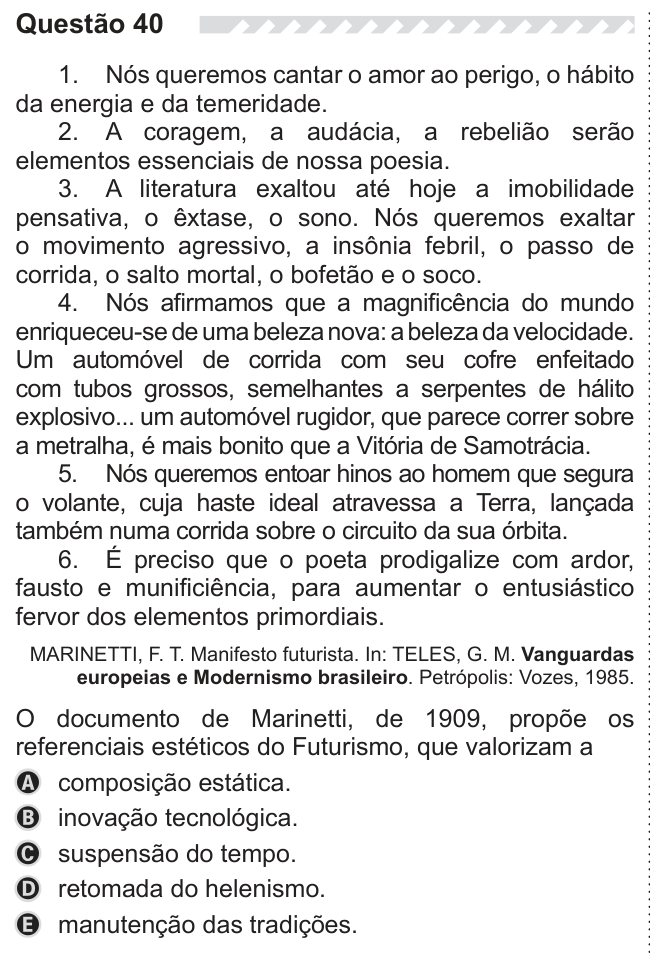 Questão 40
1. Nós queremos cantar o amor ao perigo, o hábito
da energia e da temeridade.
2. A coragem, a audácia, a rebelião serão
elementos essenciais de nossa poesia.
3. A literatura exaltou até hoje a imobilidade
pensativa, o êxtase, o sono. Nós queremos exaltar
o movimento agressivo, a insônia febril, o passo de
corrida, o salto mortal, o bofetão e o soco.
4. Nós afirmamos que a magnificência do mundo
enriqueceu-se de uma beleza nova: a beleza da velocidade.
Um automóvel de corrida com seu cofre enfeitado
com tubos grossos, semelhantes a serpentes de hálito
explosivo... um automóvel rugidor, que parece correr sobre
a metralha, é mais bonito que a Vitória de Samotrácia.
5. Nós queremos entoar hinos ao homem que segura
o volante, cuja haste ideal atravessa a Terra, lançada
também numa corrida sobre o circuito da sua órbita.
6. É preciso que o poeta prodigalize com ardor,
fausto e munificiência, para aumentar o entusiástico
fervor dos elementos primordiais.
MARINETTI, F. T. Manifesto futurista. In: TELES, G. M. Vanguardas
europeias e Modernismo brasileiro. Petrópolis: Vozes, 1985.
O documento de Marinetti, de 1909, propõe os
referenciais estéticos do Futurismo, que valorizam a
A composição estática.
B inovação tecnológica.
C suspensão do tempo.
D retomada do helenismo.
E manutenção das tradições.